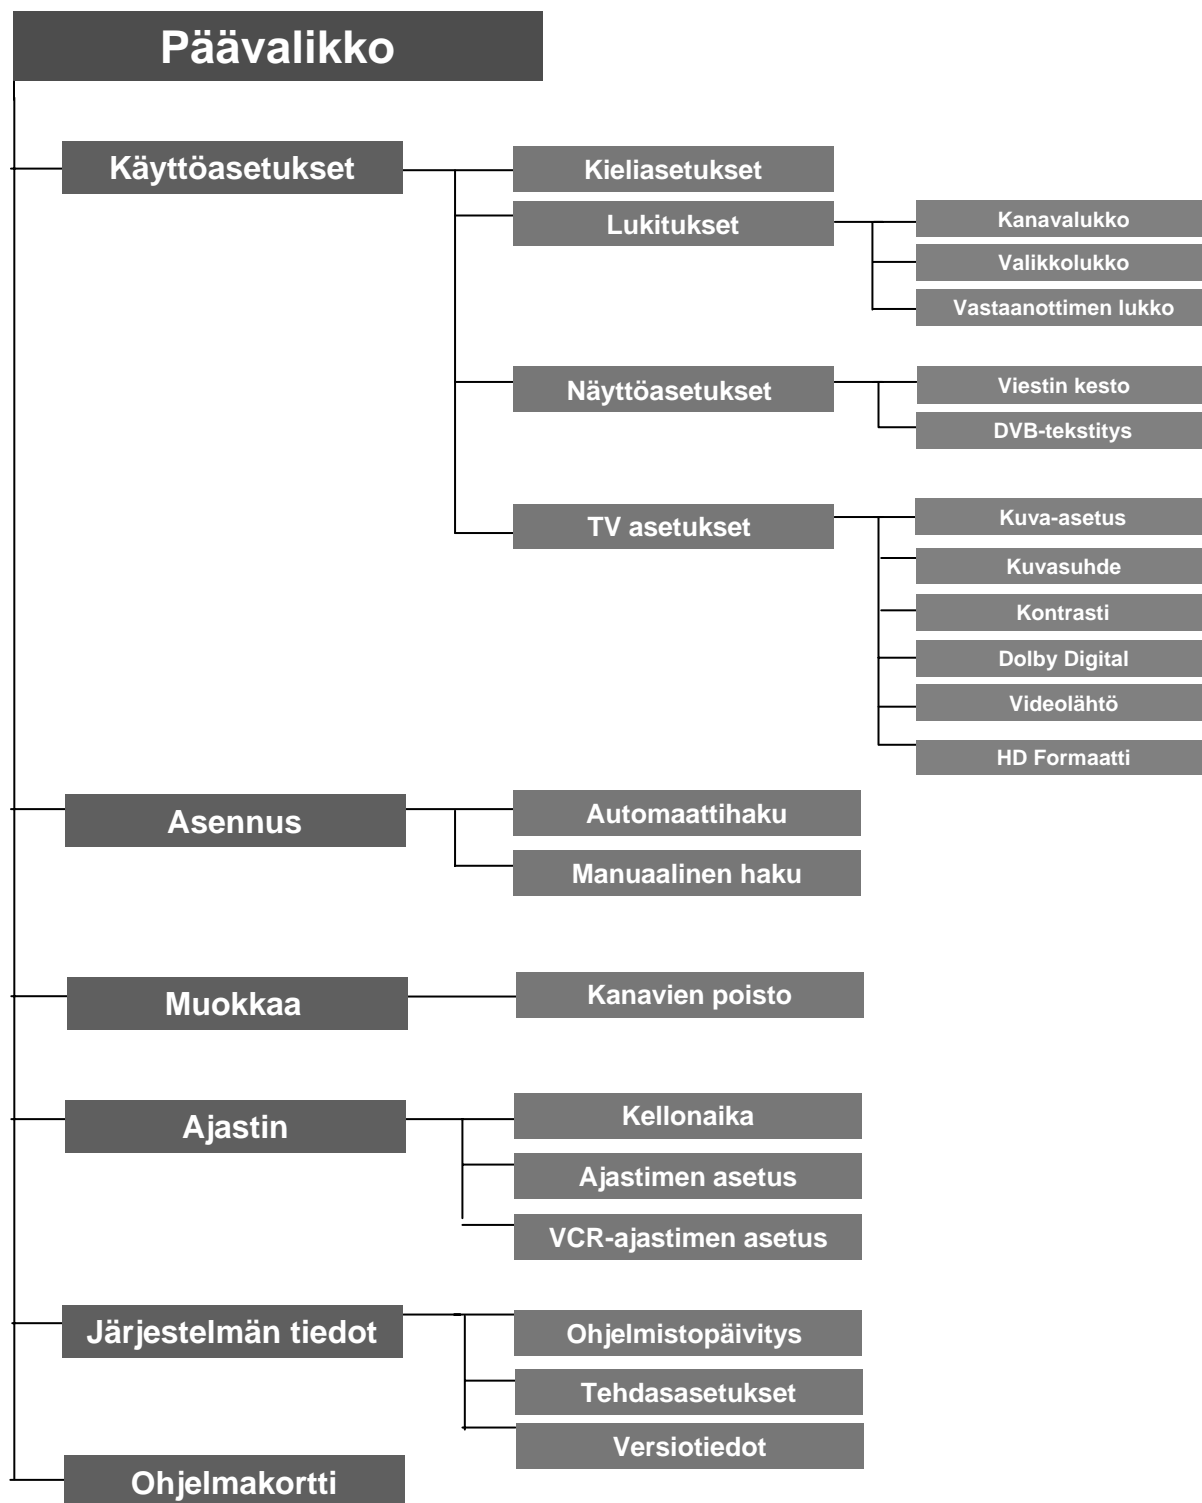 Päävalikko
Käyttöasetukset
Kieliasetukset
Lukitukset
Kanavalukko
Valikkolukko
Vastaanottimen lukko
Näyttöasetukset
Viestin kesto
DVB-tekstitys
TV asetukset
Kuva-asetus
Kuvasuhde
Kontrasti
Dolby Digital
Videolähtö
HD Formaatti
Asennus
Automaattihaku
Manuaalinen haku
Muokkaa
Kanavien poisto
Ajastin
Kellonaika
Ajastimen asetus
VCR-ajastimen asetus
Järjestelmän tiedot
Ohjelmistopäivitys
Tehdasasetukset
Versiotiedot
Ohjelmakortti